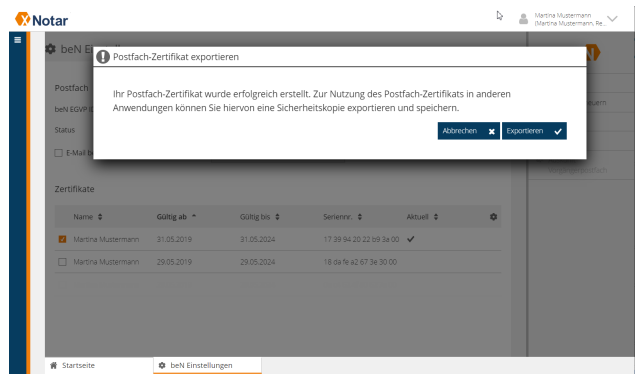 XNotar
Martina Mustermann
(Martina Mustermann, Re...
beN Ei
Postfach-Zertifikat exportieren
Ihr Postfach-Zertifikat wurde erfolgreich erstellt. Zur Nutzung des Postfach-Zertifikats in anderen
Anwendungen können Sie hiervon eine Sicherheitskopie exportieren und speichern.
Abbrechen Exportieren
Postfach
beN EGVP I
euern
Status
E-Mail be
Zertifikate
Name Gültig ab Gültig bis Seriennr. Aktuell
Martina Mustermann 31.05.2019 31.05.2024 17 39 94 20 22 b9 3a 00
Martina Mustermann 29.05.2019 29.05.2024 18 da fe a2 67 3e 30 00
Startseite beN Einstellungen